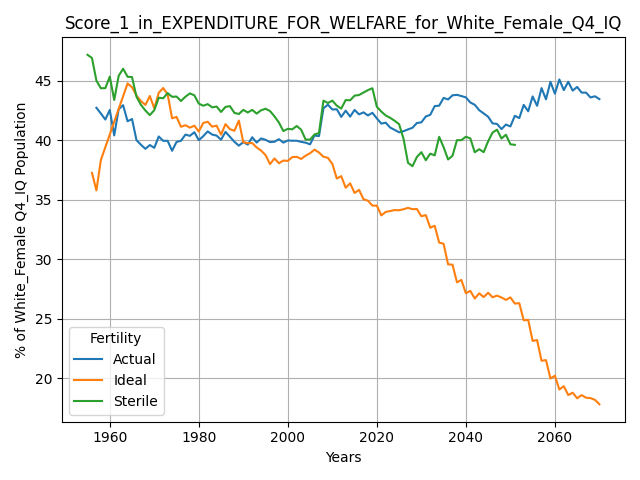 Score_1_in_EXPENDITURE_FOR_WELFARE_for_White_Female_Q4_IQ
% of White_Female Q4_IQ Population
45
40
35
30
25
20
Fertility
Actual
Ideal
Sterile
1960
1980
2000
2020
2040
2060
Years